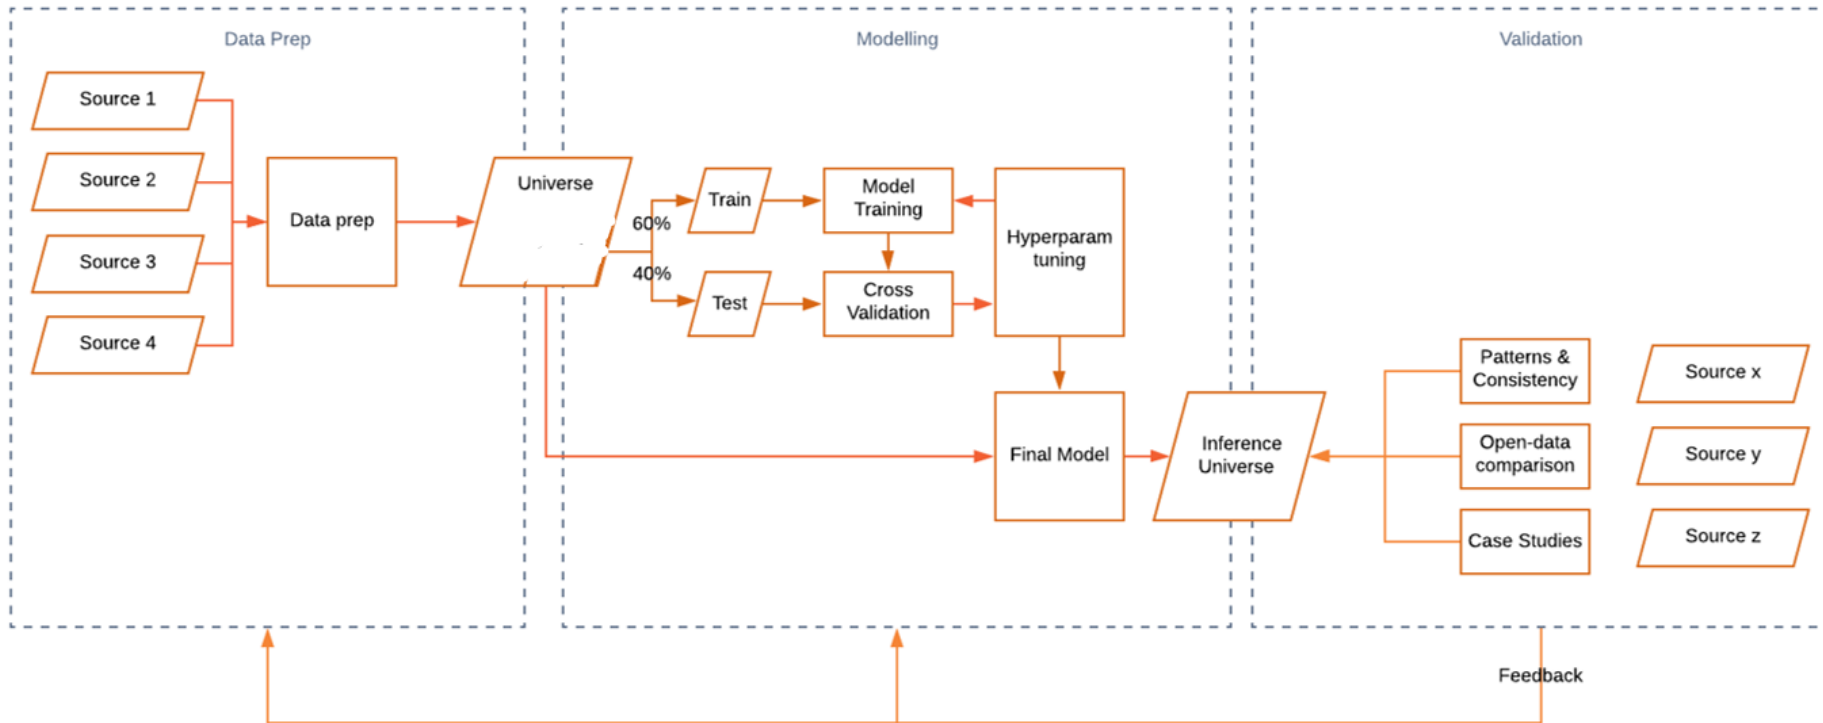 Data Prep
Modelling
Validation
Source 1
Source 2
Source 3
Source 4
Data prep
Universe
60%
40%
Train
Test
Model
Training
Cross
Validation
Hyperparam
tuning
Final Model
Inference
Universe
Patterns &
Consistency
Open-data
comparison
Case Studies
Source x
Source y
Source z
Feedback